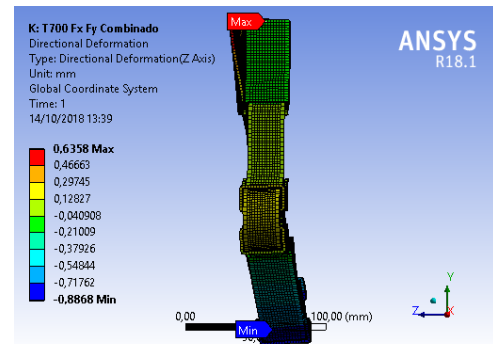 K: T700 Fx Fy Combinado
Directional Deformation
Type: Directional Deformation(Z Axis)
Unit: mm
Global Coordinate System
Time: 1
14/10/2018 13:39
0,6358 Max
0,46663
0,29745
0,12827
-0,040908
-0,21009
-0,37926
-0,54844
-0,71762
-0,8868 Min
Max
ANSYS
R18.1
0,00
100,00 (mm)
Min
Y
Z
X